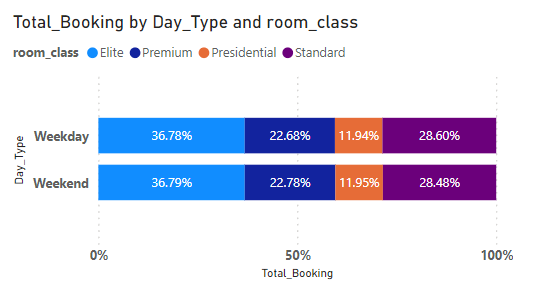 Total_Booking by Day_Type and room_class
room_class Elite Premium Presidential Standard
Day_Type
Weekday 36.78% 22.68% 11.94% 28.60%
Weekend 36.79% 22.78% 11.95% 28.48%
0% 50% 100%
Total_Booking